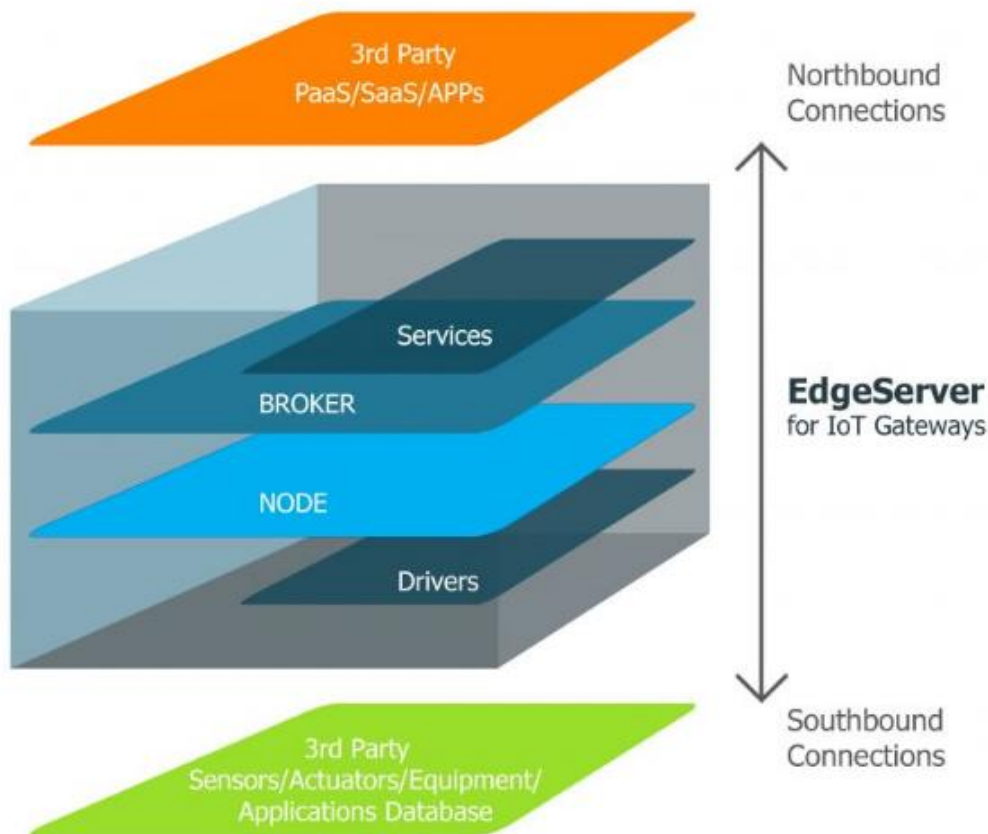 3rd Party
PaaS/SaaS/APPs
Northbound
Connections
Services
BROKER
EdgeServer
for IoT Gateways
NODE
Drivers
Southbound
Connections
3rd Party
Sensors/Actuators/Equipment/
Applications Database